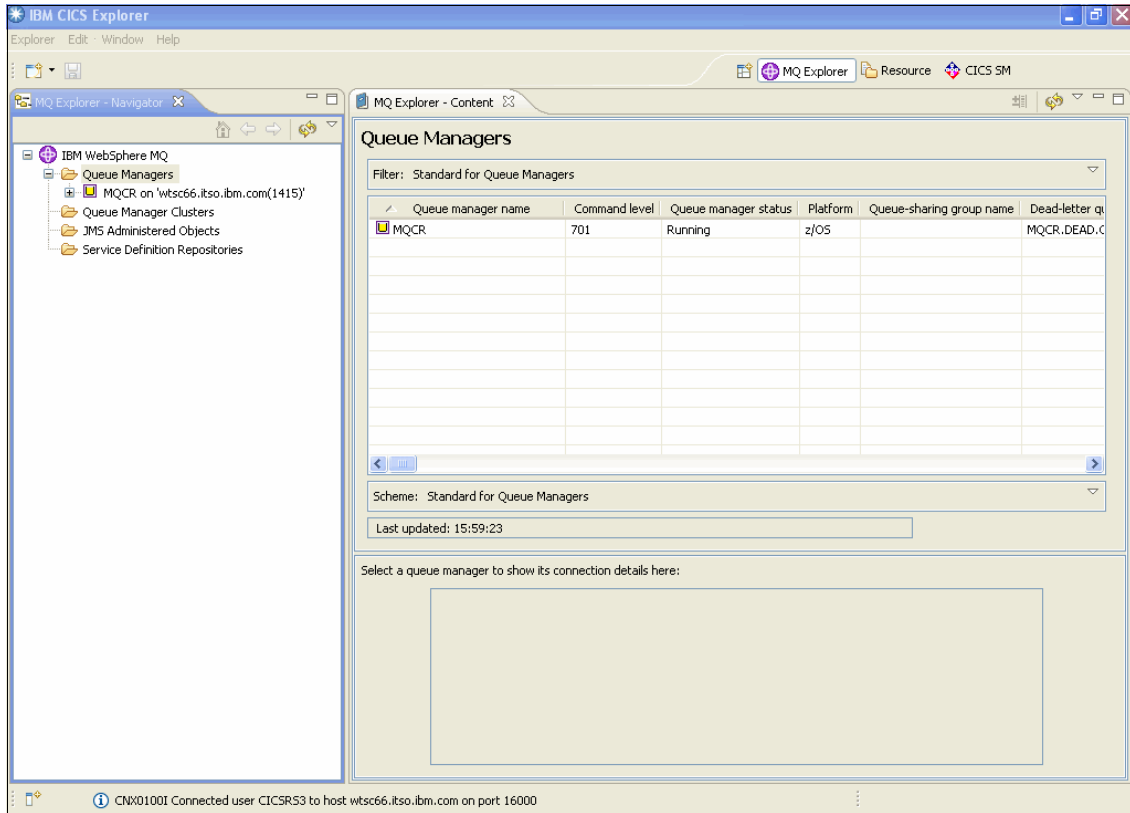 IBM CICS Explorer
Explorer Edit Window Help
MQ Explorer Resource CICS SM
MQ Explorer - Navigator
MQ Explorer - Content
IBM WebSphere MQ
Queue Managers
MQCR on 'wtsc66.itso.ibm.com(1415)'
Queue Manager Clusters
JMS Administered Objects
Service Definition Repositories
Queue Managers
Filter: Standard for Queue Managers
Queue manager name Command level Queue manager status Platform Queue-sharing group name Dead-letter qu
MQCR 701 Running z/OS MQCR.DEAD.
Scheme: Standard for Queue Managers
Last updated: 15:59:23
Select a queue manager to show its connection details here:
CNX0100I Connected user CICSRS3 to host wtsc66.itso.ibm.com on port 16000